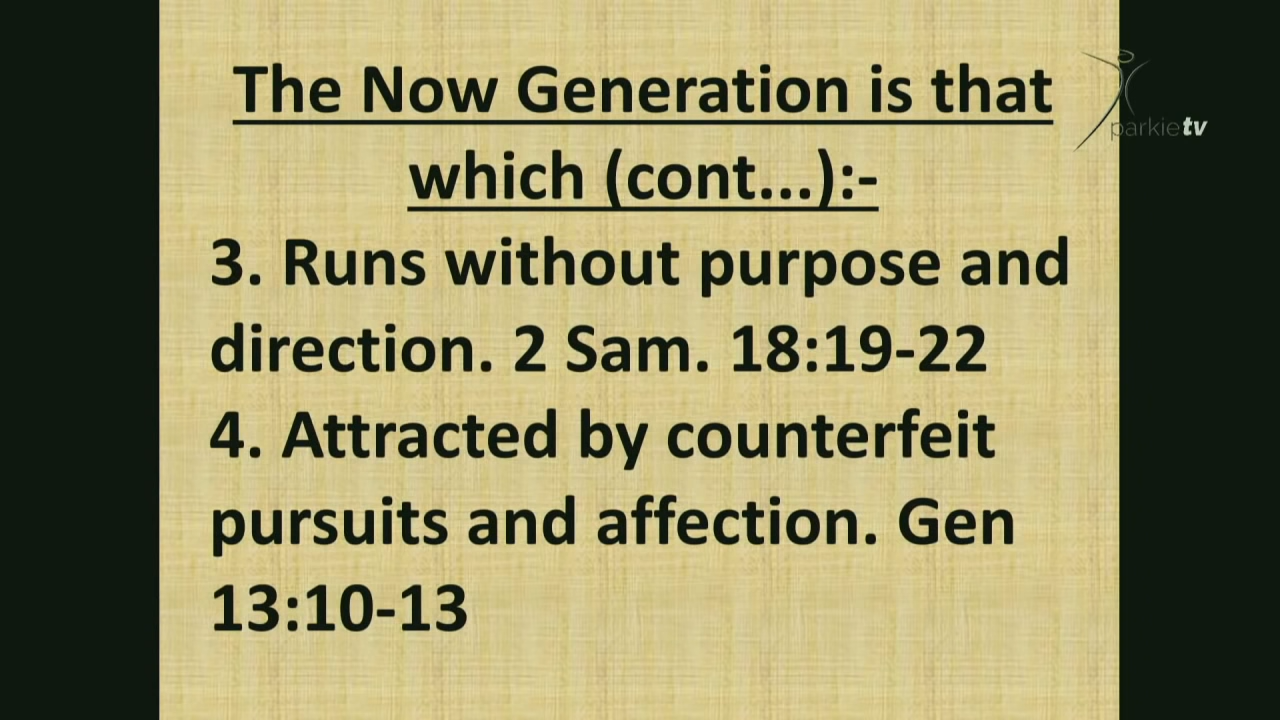 The Now Generation is that
which (cont...):-
3. Runs without purpose and
direction. 2 Sam. 18:19-22
4. Attracted by counterfeit
pursuits and affection. Gen
13:10-13
parkietv